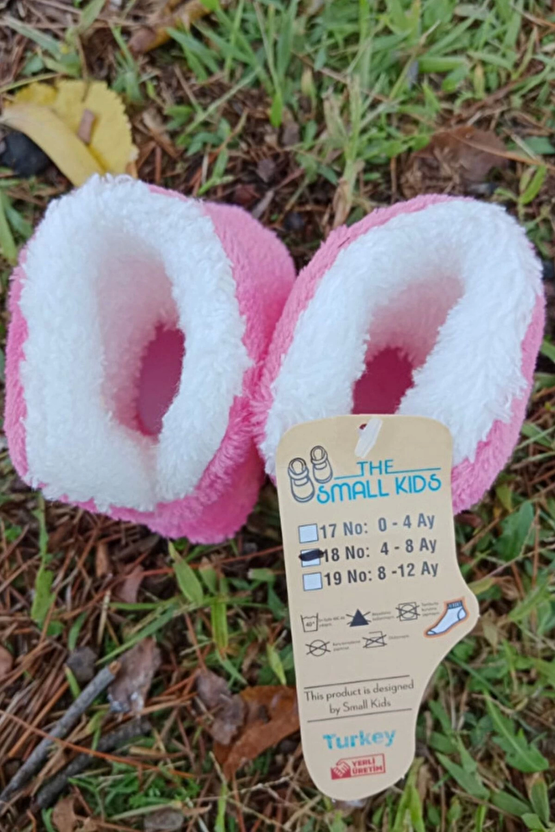 THE
SMALL KIDS
17 No: 0 - 4 Ay
18 No: 4 - 8 Ay
19 No: 8 -12 Ay
40°
This product is designed
by Small Kids
Turkey
YERLİ
ÜRETİM